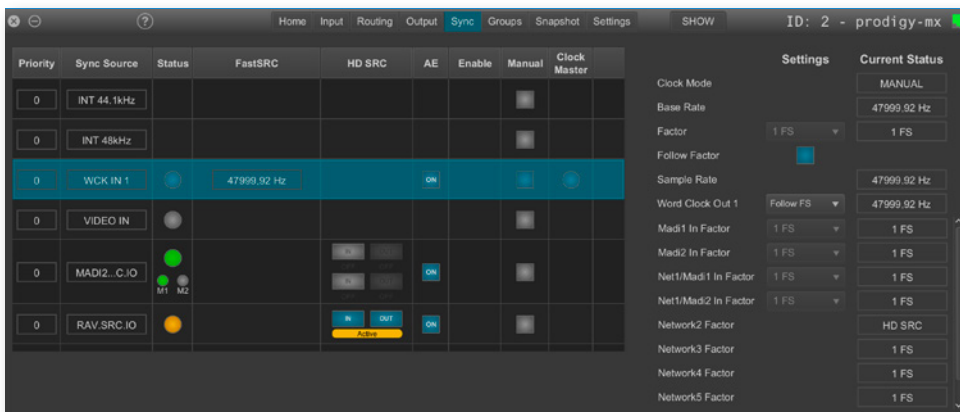 Home Input Routing Output Sync Groups Snapshot Settings SHOW ID: 2 - prodigy-mx
Priority Sync Source Status FastSRC HD SRC AE Enable Manual Clock Master
0 INT 44.1kHz
0 INT 48kHz
0 WCK IN 1 47999.92 Hz ON
0 VIDEO IN
0 MADI2...C.IO M1 M2 IN ON
IN
0 RAV.SRC.IO IN OUT ON
Active
Settings Current Status
Clock Mode MANUAL
Base Rate 47999.92 Hz
Factor 1 FS 1 FS
Follow Factor
Sample Rate 47999.92 Hz
Word Clock Out 1 Follow FS 47999.92 Hz
Madi1 In Factor 1 FS 1 FS
Madi2 In Factor 1 FS 1 FS
Net1/Madi1 In Factor 1 FS 1 FS
Net1/Madi2 In Factor 1 FS 1 FS
Network2 Factor HD SRC
Network3 Factor 1 FS
Network4 Factor 1 FS
Network5 Factor 1 FS